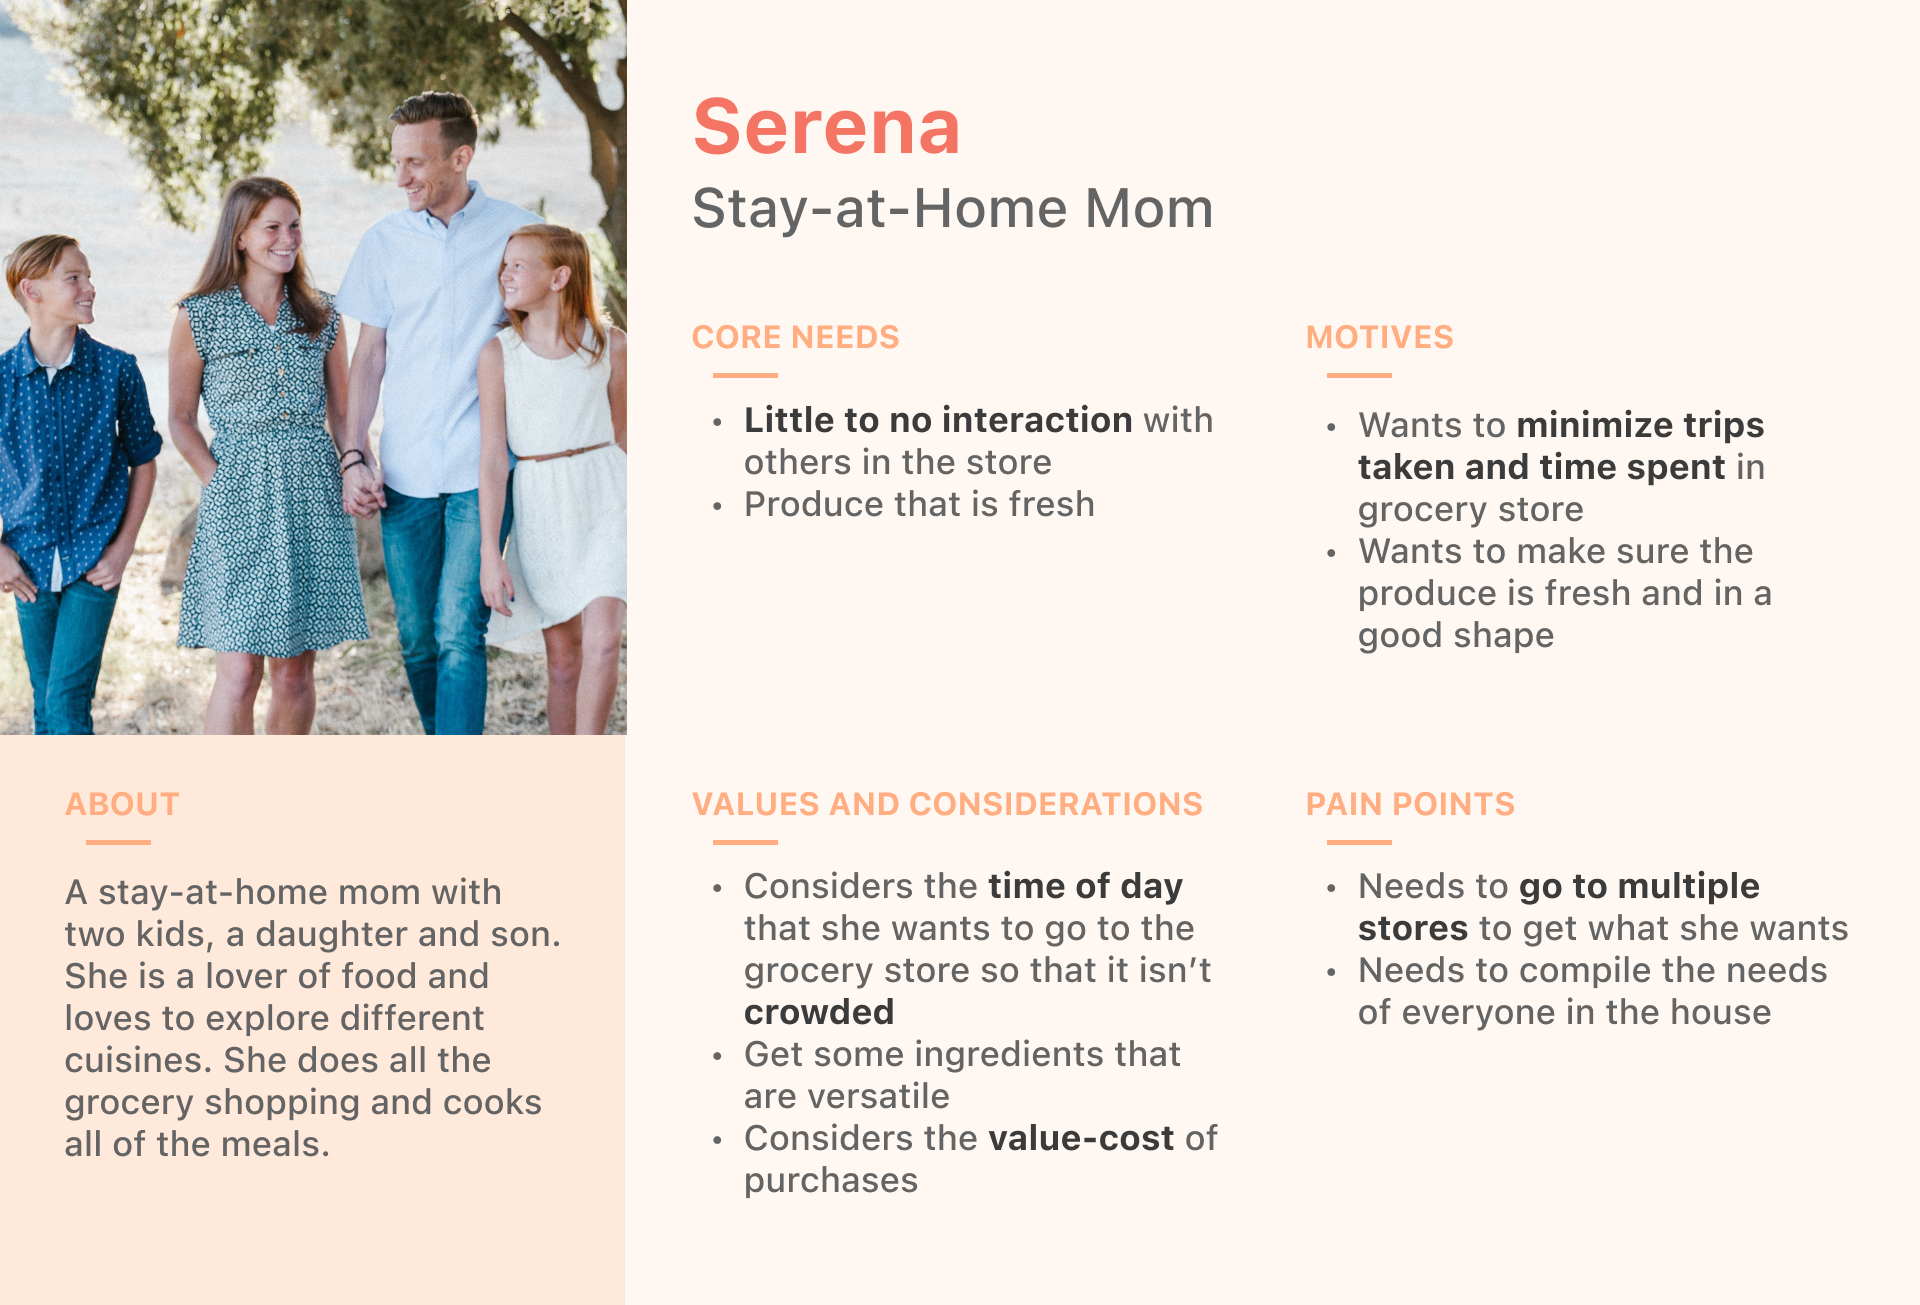 Serena
Stay-at-Home Mom
CORE NEEDS
• Little to no interaction with
others in the store
• Produce that is fresh
MOTIVES
• Wants to minimize trips
taken and time spent in
grocery store
• Wants to make sure the
produce is fresh and in a
good shape
ABOUT
A stay-at-home mom with
two kids, a daughter and son.
She is a lover of food and
loves to explore different
cuisines. She does all the
grocery shopping and cooks
all of the meals.
VALUES AND CONSIDERATIONS
• Considers the time of day
that she wants to go to the
grocery store so that it isn’t
crowded
• Get some ingredients that
are versatile
• Considers the value-cost of
purchases
PAIN POINTS
• Needs to go to multiple
stores to get what she wants
• Needs to compile the needs
of everyone in the house